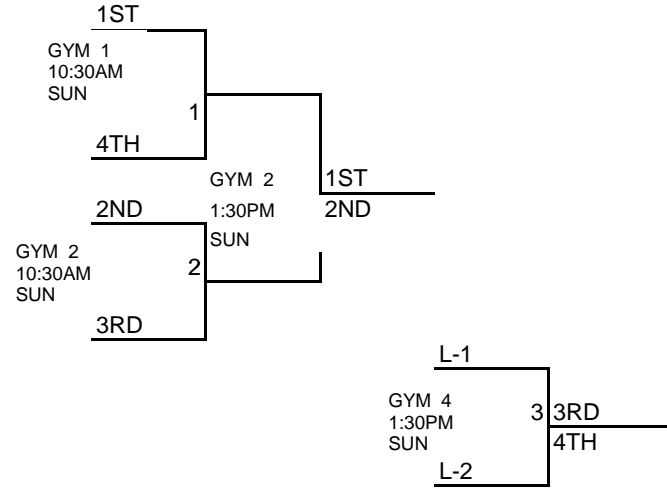 1ST
GYM 1
10:30AM
SUN
1
4TH
GYM 2
1:30PM
SUN
1ST
2ND
2ND
GYM 2
10:30AM
SUN
2
3RD
L-1
GYM 4
1:30PM
SUN
3
3RD
4TH
L-2